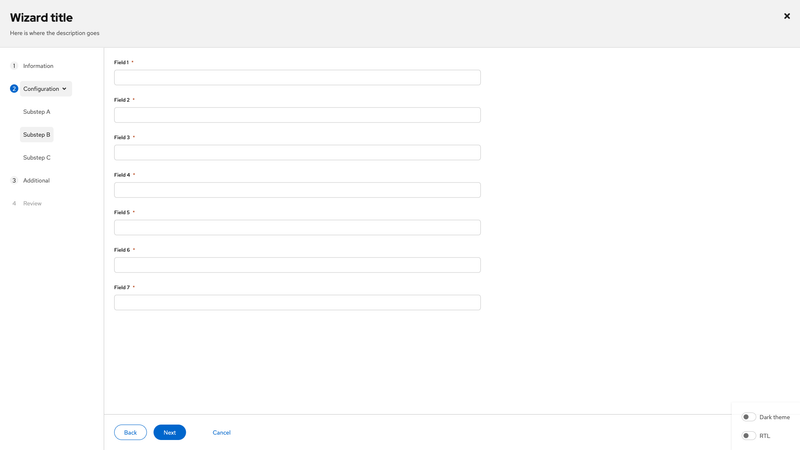 Wizard title
Here is where the description goes
1 Information
2 Configuration
Substep A
Substep B
Substep C
3 Additional
4 Review
Field 1 *
Field 2 *
Field 3 *
Field 4 *
Field 5 *
Field 6 *
Field 7 *
Back Next Cancel
Dark theme
RTL